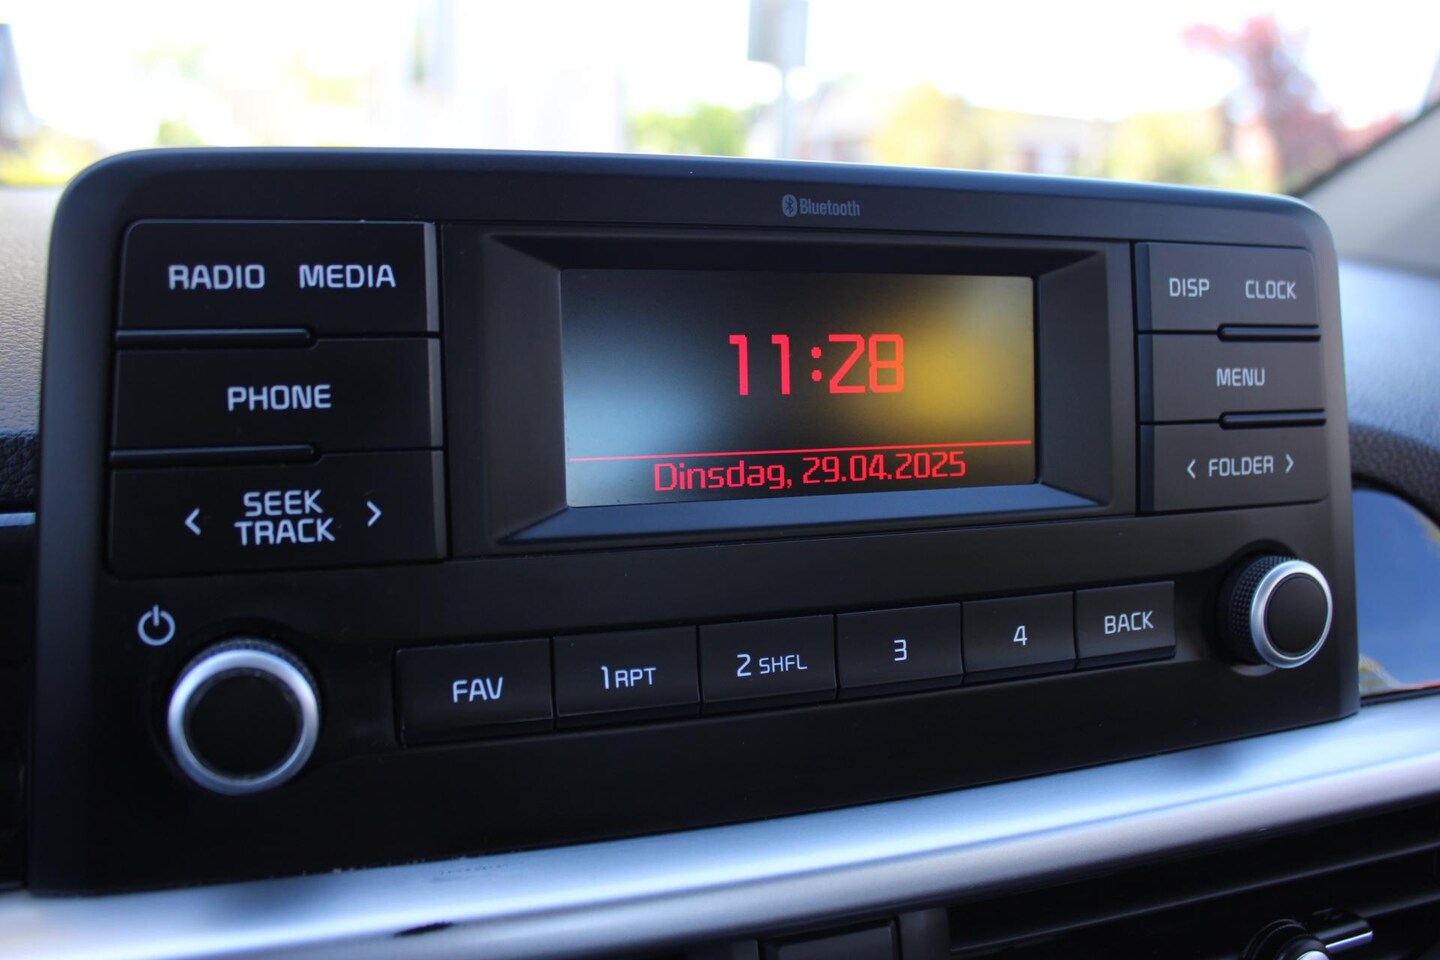 Bluetooth
RADIO MEDIA
DISP CLOCK
11:28
PHONE
MENU
Dinsdag, 29.04.2025
< SEEK TRACK >
< FOLDER >
FAV
1 RPT
2 SHFL
3
4
BACK